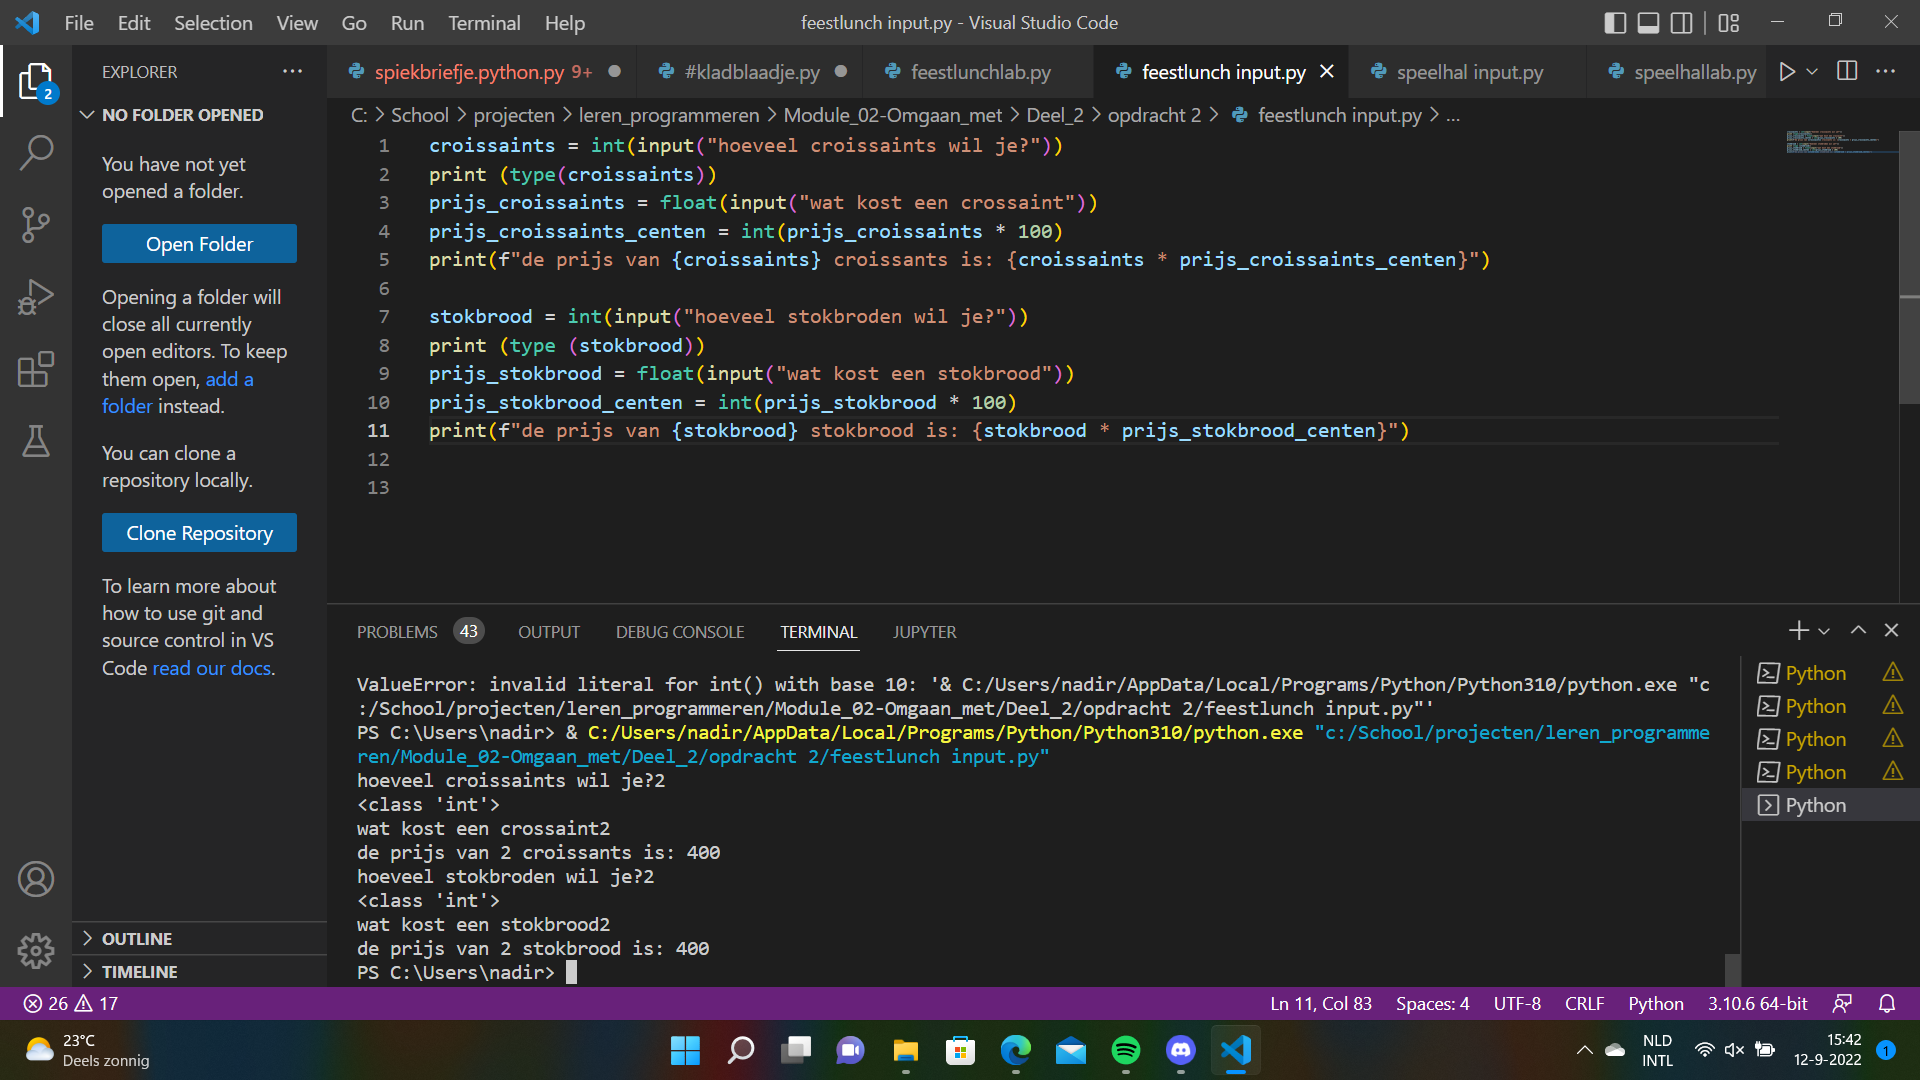 File Edit Selection View Go Run Terminal Help feestlunch input.py - Visual Studio Code
EXPLORER ...
spiekbriefje.python.py 9+ #kladblaadje.py feestlunchlab.py feestlunch input.py speelhal input.py speelhallab.py
2
NO FOLDER OPENED
You have not yet
opened a folder.
Open Folder
Opening a folder will
close all currently
open editors. To keep
them open, add a
folder instead.
You can clone a
repository locally.
Clone Repository
To learn more about
how to use git and
source control in VS
Code read our docs.
OUTLINE
TIMELINE
C: > School > projecten > leren_programmeren > Module_02-Omgaan_met > Deel_2 > opdracht 2 > feestlunch input.py > ...
1 croissaints = int(input("hoeveel croissaints wil je?"))
2 print (type(croissaints))
3 prijs_croissaints = float(input("wat kost een crossaint"))
4 prijs_croissaints_centen = int(prijs_croissaints * 100)
5 print(f"de prijs van {croissaints} croissants is: {croissaints * prijs_croissaints_centen}")
6
7 stokbrood = int(input("hoeveel stokbroden wil je?"))
8 print (type (stokbrood))
9 prijs_stokbrood = float(input("wat kost een stokbrood"))
10 prijs_stokbrood_centen = int(prijs_stokbrood * 100)
11 print(f"de prijs van {stokbrood} stokbrood is: {stokbrood * prijs_stokbrood_centen}")
12
13
PROBLEMS 43 OUTPUT DEBUG CONSOLE TERMINAL JUPYTER
ValueError: invalid literal for int() with base 10: '& C:/Users/nadir/AppData/Local/Programs/Python/Python310/python.exe "c
:/School/projecten/leren_programmeren/Module_02-Omgaan_met/Deel_2/opdracht 2/feestlunch input.py"'
PS C:\Users\nadir> & C:/Users/nadir/AppData/Local/Programs/Python/Python310/python.exe "c:/School/projecten/leren_programme
ren/Module_02-Omgaan_met/Deel_2/opdracht 2/feestlunch input.py"
hoeveel croissaints wil je?2
<class 'int'>
wat kost een crossaint2
de prijs van 2 croissants is: 400
hoeveel stokbroden wil je?2
<class 'int'>
wat kost een stokbrood2
de prijs van 2 stokbrood is: 400
PS C:\Users\nadir>
Python
Python
Python
Python
Python
26 17 Ln 11, Col 83 Spaces: 4 UTF-8 CRLF Python 3.10.6 64-bit
23°C
Deels zonnig
NLD
INTL
15:42
12-9-2022
1